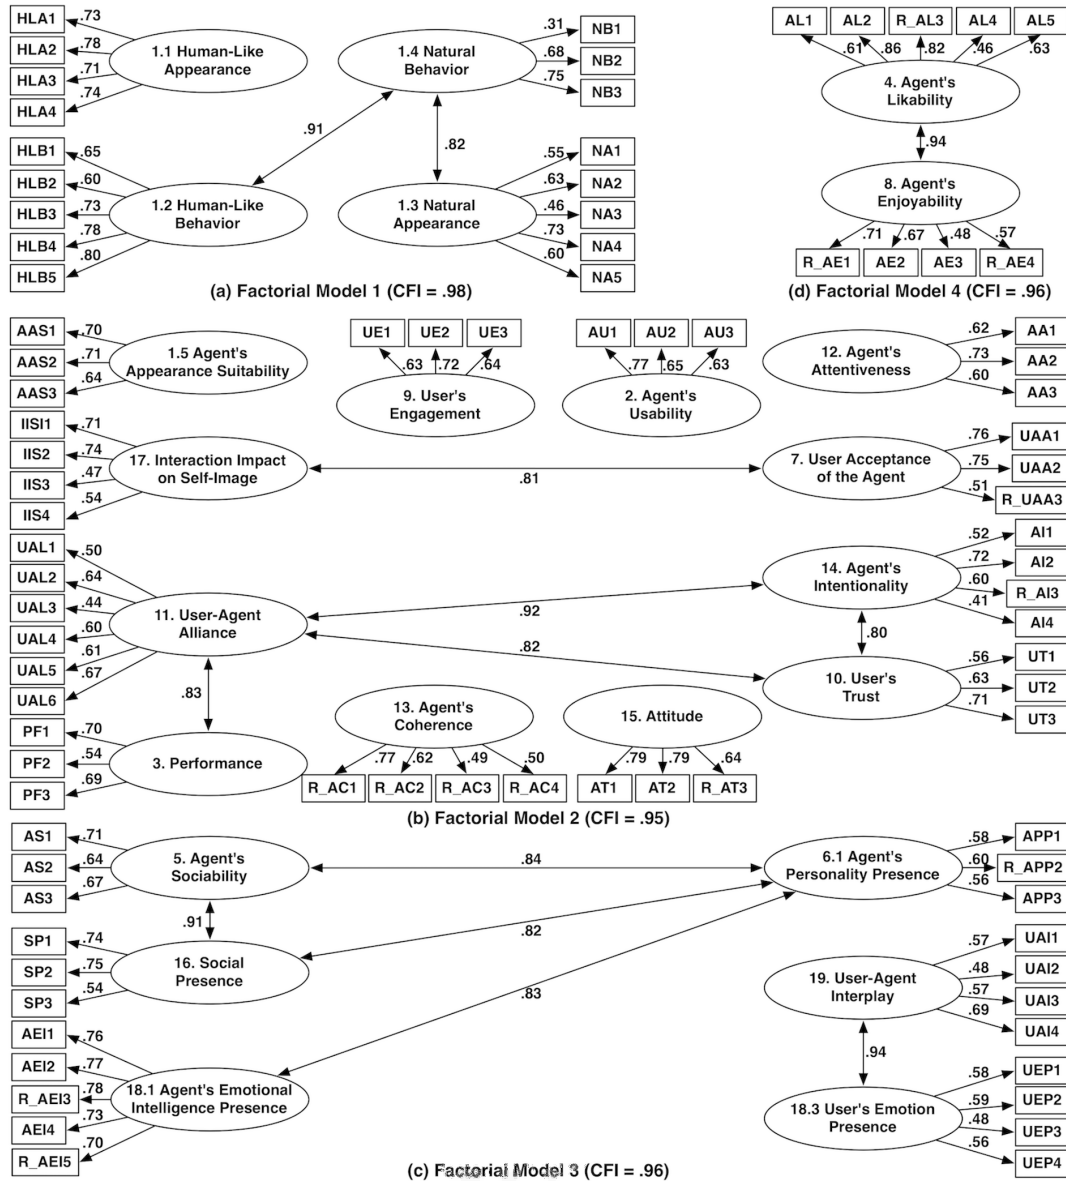 HLA1
HLA2
HLA3
HLA4
.73
.78
.71
.74
1.1 Human-Like
Appearance
1.4 Natural
Behavior
.31
.68
.75
NB1
NB2
NB3
.91
.82
HLB1
HLB2
HLB3
HLB4
HLB5
.65
.60
.73
.78
.80
1.2 Human-Like
Behavior
1.3 Natural
Appearance
.55
.63
.46
.73
.60
NA1
NA2
NA3
NA4
NA5
(a) Factorial Model 1 (CFI = .98)
AL1
AL2
R_AL3
AL4
AL5
.61
.86
.82
.46
.63
4. Agent's
Likability
.94
8. Agent's
Enjoyability
.71
.67
.48
.57
R_AE1
AE2
AE3
R_AE4
(d) Factorial Model 4 (CFI = .96)
AAS1
AAS2
AAS3
.70
.71
.64
1.5 Agent's
Appearance Suitability
UE1
UE2
UE3
.63
.72
.64
9. User's
Engagement
AU1
AU2
AU3
.77
.65
.63
2. Agent's
Usability
12. Agent's
Attentiveness
.62
.73
.60
AA1
AA2
AA3
IISI1
IIS2
IIS3
IIS4
.71
.74
.47
.54
17. Interaction Impact
on Self-Image
.81
7. User Acceptance
of the Agent
.76
.75
.51
UAA1
UAA2
R_UAA3
UAL1
UAL2
UAL3
UAL4
UAL5
UAL6
.50
.64
.44
.60
.61
.67
11. User-Agent
Alliance
.92
.82
14. Agent's
Intentionality
.52
.72
.60
.41
AI1
AI2
R_AI3
AI4
.80
10. User's
Trust
.56
.63
.71
UT1
UT2
UT3
.83
PF1
PF2
PF3
.70
.54
.69
3. Performance
13. Agent's
Coherence
.77
.62
.49
.50
R_AC1
R_AC2
R_AC3
R_AC4
15. Attitude
.79
.79
.64
AT1
AT2
R_AT3
(b) Factorial Model 2 (CFI = .95)
AS1
AS2
AS3
.71
.64
.67
5. Agent's
Sociability
.84
6.1 Agent's
Personality Presence
.58
.60
.56
APP1
R_APP2
APP3
.91
.82
.83
SP1
SP2
SP3
.74
.75
.54
16. Social
Presence
19. User-Agent
Interplay
.57
.48
.57
.69
UAI1
UAI2
UAI3
UAI4
.94
AEI1
AEI2
R_AEI3
AEI4
R_AEI5
.76
.77
.78
.73
.70
18.1 Agent's Emotional
Intelligence Presence
18.3 User's Emotion
Presence
.58
.59
.48
.56
UEP1
UEP2
UEP3
UEP4
(c) Factorial Model 3 (CFI = .96)